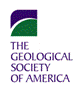 THE
GEOLOGICAL
SOCIETY
OF AMERICA